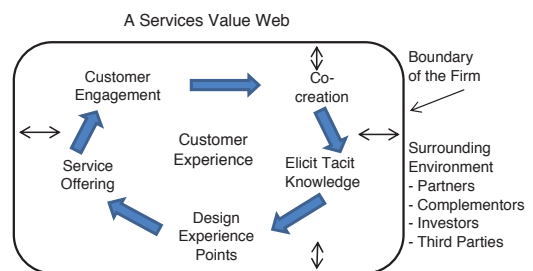 A Services Value Web
Customer
Engagement
Co-
creation
Elicit Tacit
Knowledge
Design
Experience
Points
Service
Offering
Customer
Experience
Boundary
of the Firm
Surrounding
Environment
- Partners
- Complementors
- Investors
- Third Parties